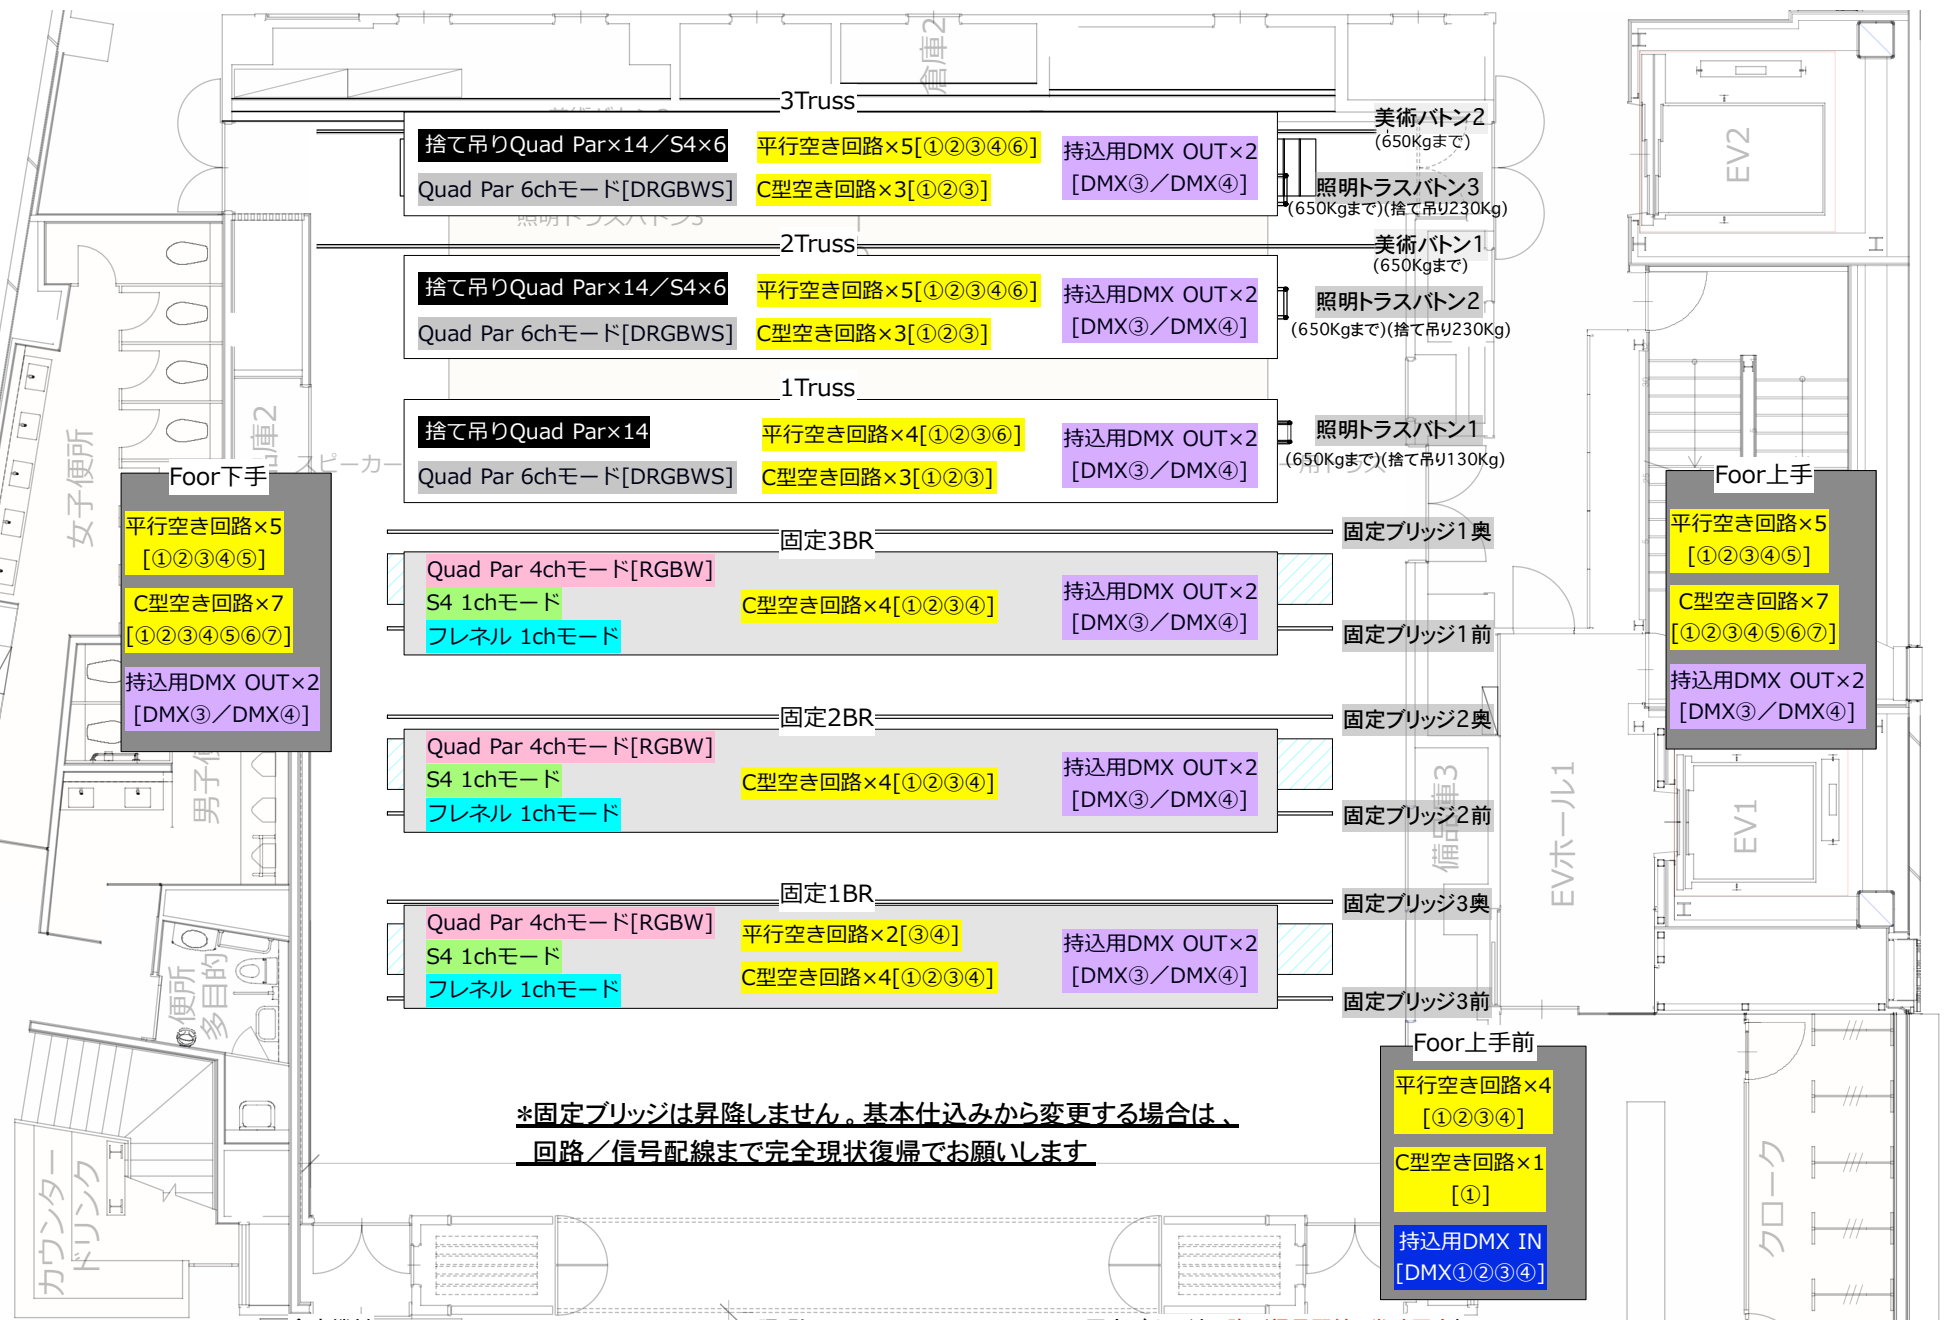 倉庫2
3Truss
捨て吊りQuad Par×14／S4×6
平行空き回路×5[①②③④⑥]
持込用DMX OUT×2
[DMX③／DMX④]
Quad Par 6chモード[DRGBWS]
C型空き回路×3[①②③]
美術バトン2
(650Kgまで)
照明トラスバトン3
(650Kgまで)(捨て吊り230Kg)
照明トラスバトン3
EV2
2Truss
捨て吊りQuad Par×14／S4×6
平行空き回路×5[①②③④⑥]
持込用DMX OUT×2
[DMX③／DMX④]
Quad Par 6chモード[DRGBWS]
C型空き回路×3[①②③]
美術バトン1
(650Kgまで)
照明トラスバトン2
(650Kgまで)(捨て吊り230Kg)
1Truss
捨て吊りQuad Par×14
平行空き回路×4[①②③⑥]
持込用DMX OUT×2
[DMX③／DMX④]
Quad Par 6chモード[DRGBWS]
C型空き回路×3[①②③]
照明トラスバトン1
(650Kgまで)(捨て吊り130Kg)
スピーカー
女子便所
Foor下手
平行空き回路×5
[①②③④⑤]
C型空き回路×7
[①②③④⑤⑥⑦]
持込用DMX OUT×2
[DMX③／DMX④]
Foor上手
平行空き回路×5
[①②③④⑤]
C型空き回路×7
[①②③④⑤⑥⑦]
持込用DMX OUT×2
[DMX③／DMX④]
固定3BR
Quad Par 4chモード[RGBW]
S4 1chモード
フレネル 1chモード
C型空き回路×4[①②③④]
持込用DMX OUT×2
[DMX③／DMX④]
固定ブリッジ1奥
固定ブリッジ1前
固定2BR
Quad Par 4chモード[RGBW]
S4 1chモード
フレネル 1chモード
C型空き回路×4[①②③④]
持込用DMX OUT×2
[DMX③／DMX④]
固定ブリッジ2奥
固定ブリッジ2前
備品庫3
EVホール1
EV1
固定1BR
Quad Par 4chモード[RGBW]
S4 1chモード
フレネル 1chモード
平行空き回路×2[③④]
C型空き回路×4[①②③④]
持込用DMX OUT×2
[DMX③／DMX④]
固定ブリッジ3奥
固定ブリッジ3前
多目的
便所
Foor上手前
平行空き回路×4
[①②③④]
C型空き回路×1
[①]
持込用DMX IN
[DMX①②③④]
*固定ブリッジは昇降しません。基本仕込みから変更する場合は、
回路／信号配線まで完全現状復帰でお願いします
ドリンク
カウンター
クローク